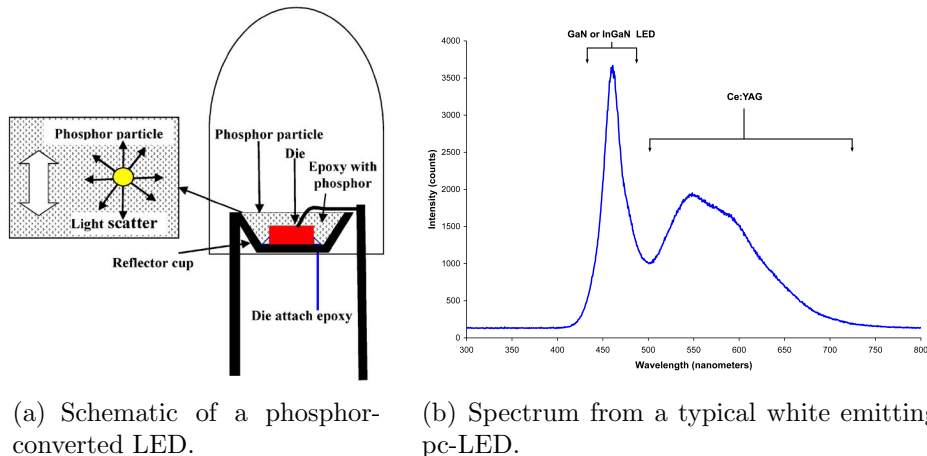 Phosphor particle
Light scatter
Phosphor particle
Die
Epoxy with
phosphor
Reflector cup
Die attach epoxy
(a) Schematic of a phosphor-
converted LED.
GaN or InGaN LED
Ce:YAG
Intensity (counts)
4000
3500
3000
2500
2000
1500
1000
500
0
300 350 400 450 500 550 600 650 700 750 800
Wavelength (nanometers)
(b) Spectrum from a typical white emitting
pc-LED.